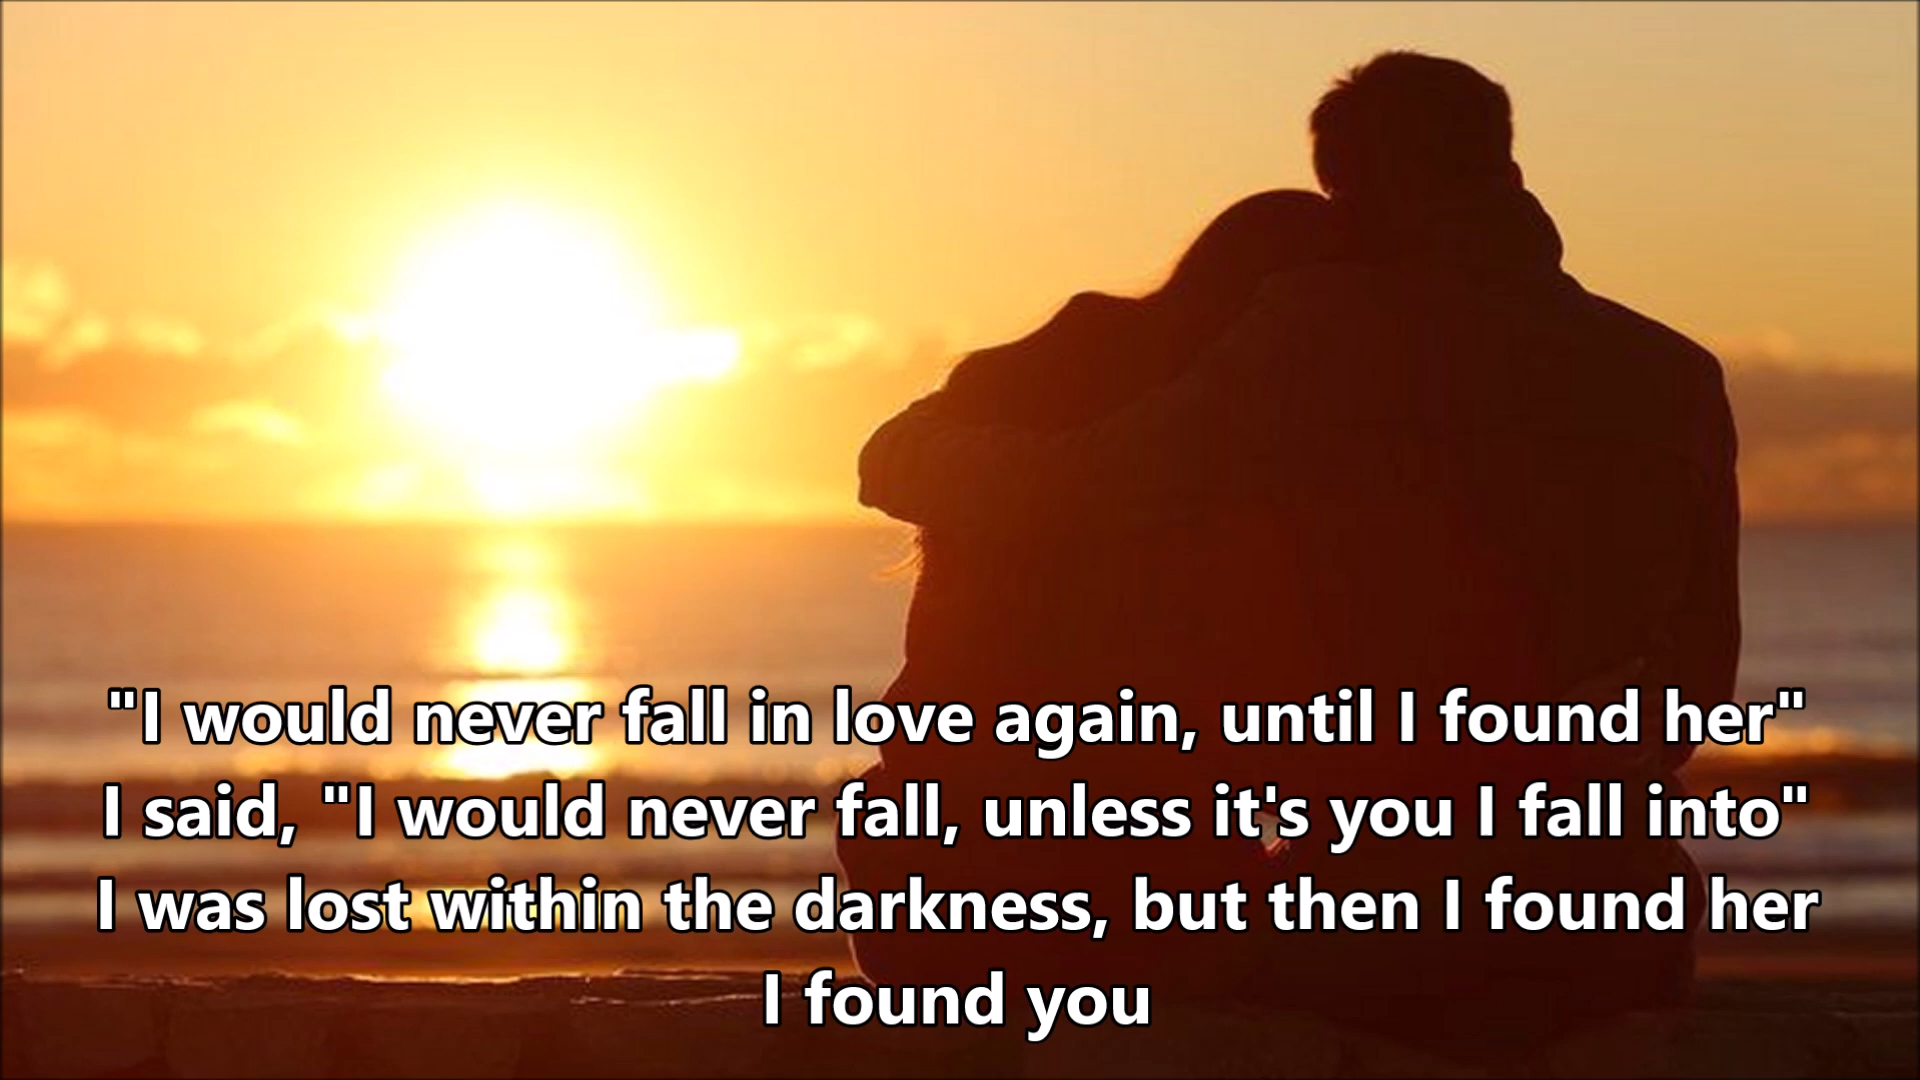 "I would never fall in love again, until I found her"
I said, "I would never fall, unless it's you I fall into"
I was lost within the darkness, but then I found her
I found you